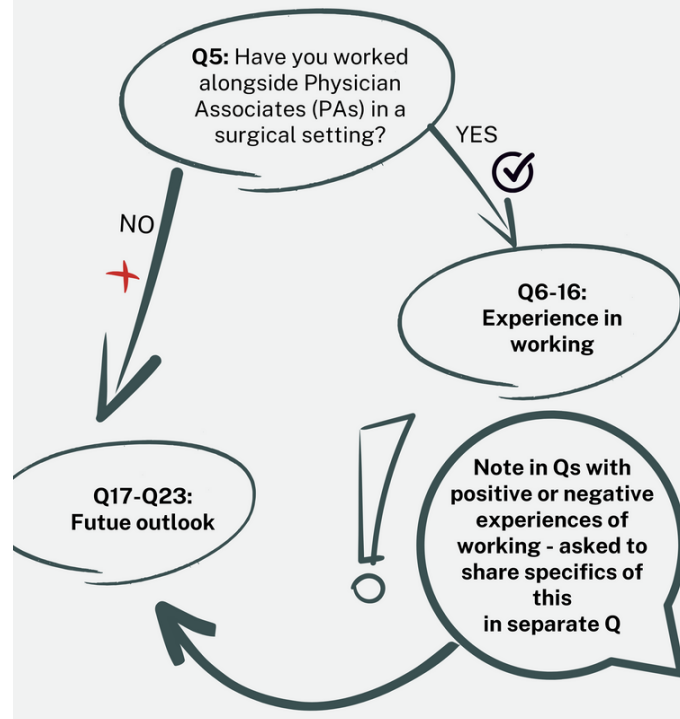 Q5: Have you worked
alongside Physician
Associates (PAs) in a
surgical setting?
YES
NO
Q6-16:
Experience in
working
Q17-Q23:
Futue outlook
Note in Qs with
positive or negative
experiences of
working - asked to
share specifics of
this
in separate Q